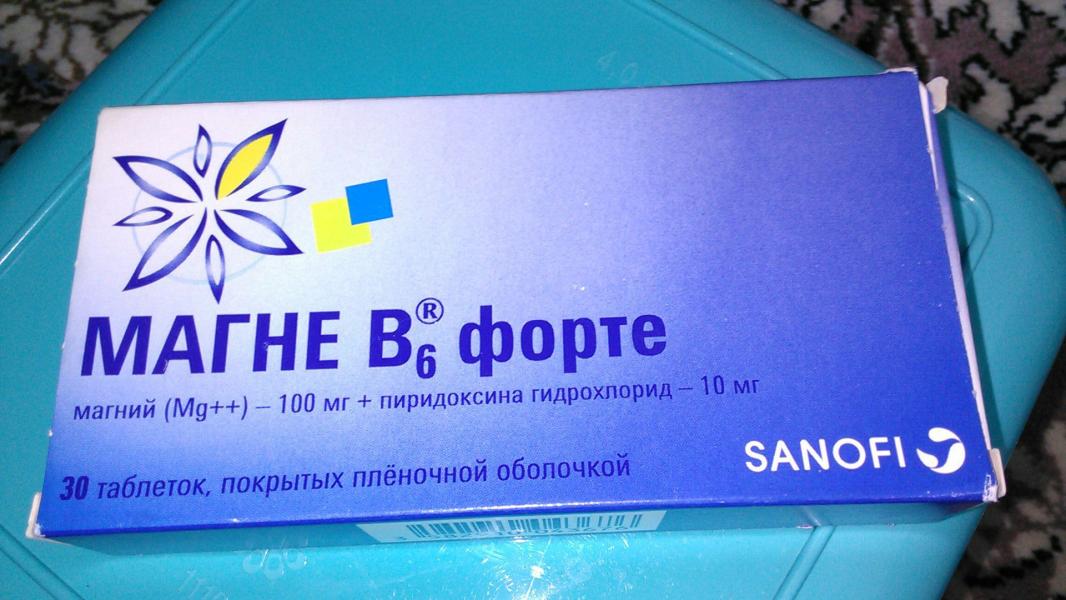 МАГНЕ B6® форте
магний (Mg++) – 100 мг + пиридоксина гидрохлорид – 10 мг
30 таблеток, покрытых плёночной оболочкой
SANOFI